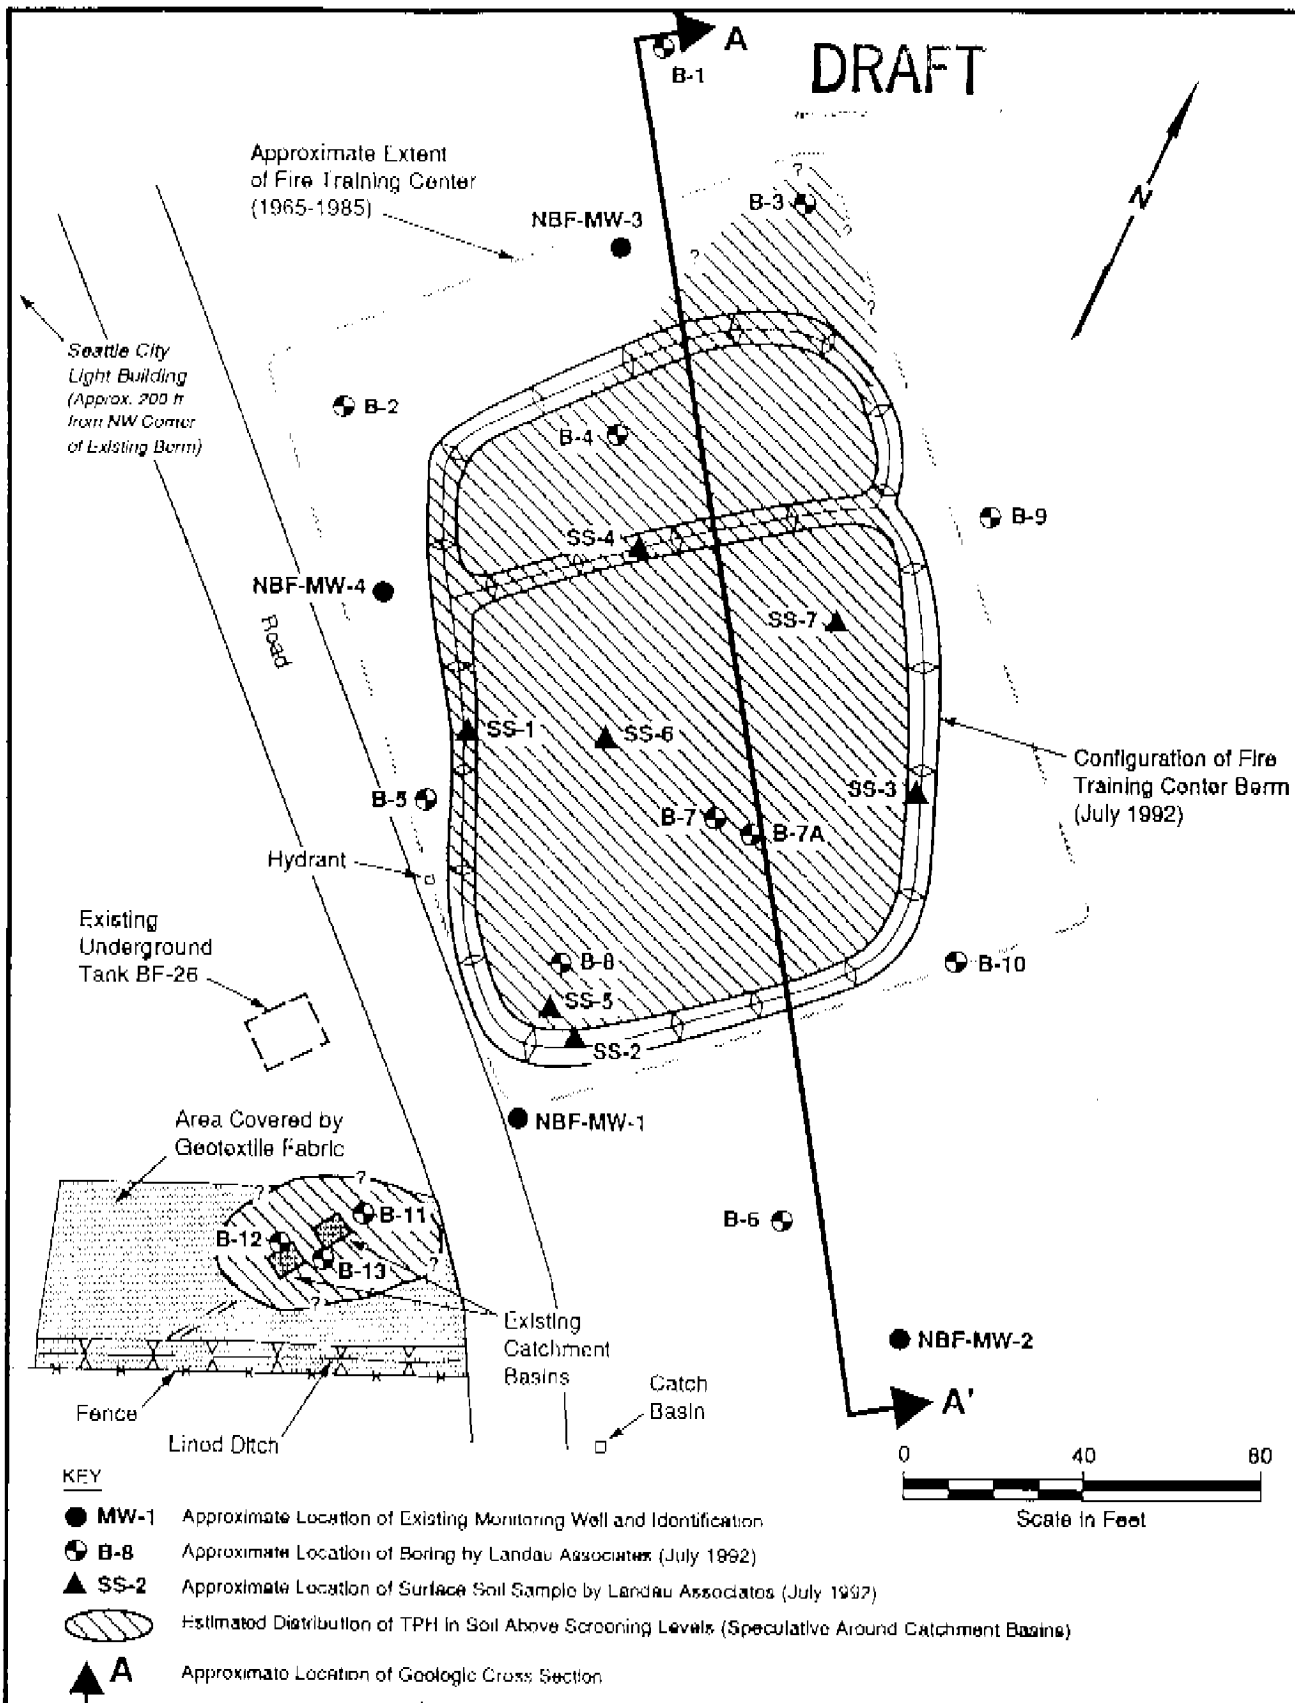 A
B-1
DRAFT
N
Approximate Extent
of Fire Training Center
(1965-1985)
NBF-MW-3
B-3
?
?
?
?
Seattle City
Light Building
(Approx. 200 ft
from NW Corner
of Existing Berm)
B-2
B-4
B-9
SS-4
NBF-MW-4
SS-7
Road
SS-1
SS-6
Configuration of Fire
Training Center Berm
(July 1992)
SS-3
B-5
B-7
B-7A
Hydrant
Existing
Underground
Tank BF-26
B-8
B-10
SS-5
SS-2
Area Covered by
Geotextile Fabric
NBF-MW-1
?
?
B-11
B-12
B-13
?
?
B-6
Existing
Catchment
Basins
NBF-MW-2
Fence
Lined Ditch
Catch
Basin
A'
0 40 80
Scale in Feet
KEY
MW-1 Approximate Location of Existing Monitoring Well and Identification
B-8 Approximate Location of Boring by Landau Associates (July 1992)
SS-2 Approximate Location of Surface Soil Sample by Landau Associates (July 1992)
Estimated Distribution of TPH in Soil Above Screening Levels (Speculative Around Catchment Basins)
A Approximate Location of Geologic Cross Section